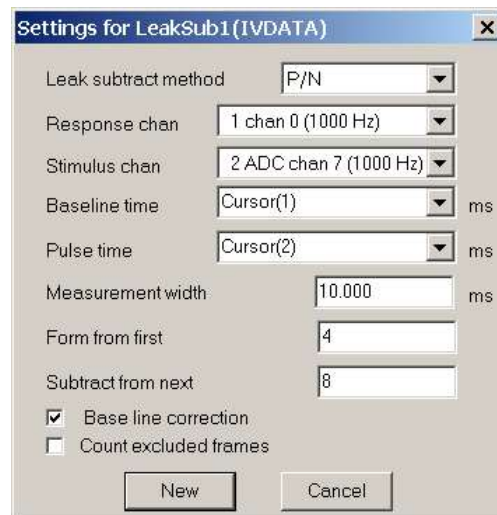 Settings for LeakSub1(IVDATA)
Leak subtract method P/N
Response chan 1 chan 0 (1000 Hz)
Stimulus chan 2 ADC chan 7 (1000 Hz)
Baseline time Cursor(1) ms
Pulse time Cursor(2) ms
Measurement width 10.000 ms
Form from first 4
Subtract from next 8
Base line correction
Count excluded frames
New Cancel